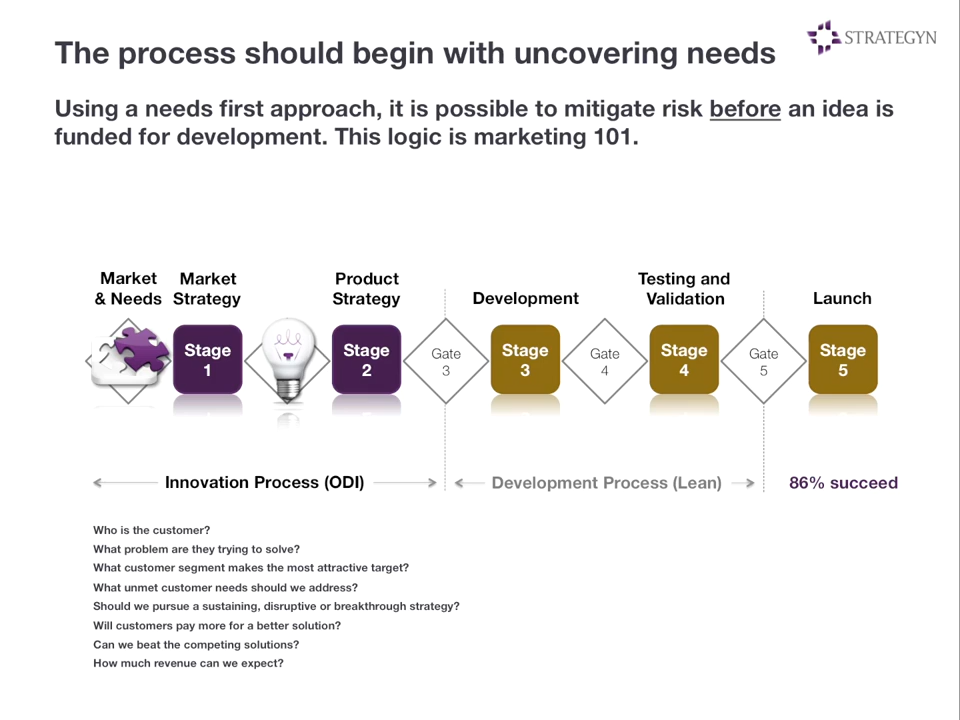 The process should begin with uncovering needs
STRATEGYN
Using a needs first approach, it is possible to mitigate risk before an idea is
funded for development. This logic is marketing 101.
Market
& Needs
Market
Strategy
Product
Strategy
Development
Testing and
Validation
Launch
Stage
1
Stage
2
Gate
3
Stage
3
Gate
4
Stage
4
Gate
5
Stage
5
Innovation Process (ODI)
Development Process (Lean)
86% succeed
Who is the customer?
What problem are they trying to solve?
What customer segment makes the most attractive target?
What unmet customer needs should we address?
Should we pursue a sustaining, disruptive or breakthrough strategy?
Will customers pay more for a better solution?
Can we beat the competing solutions?
How much revenue can we expect?